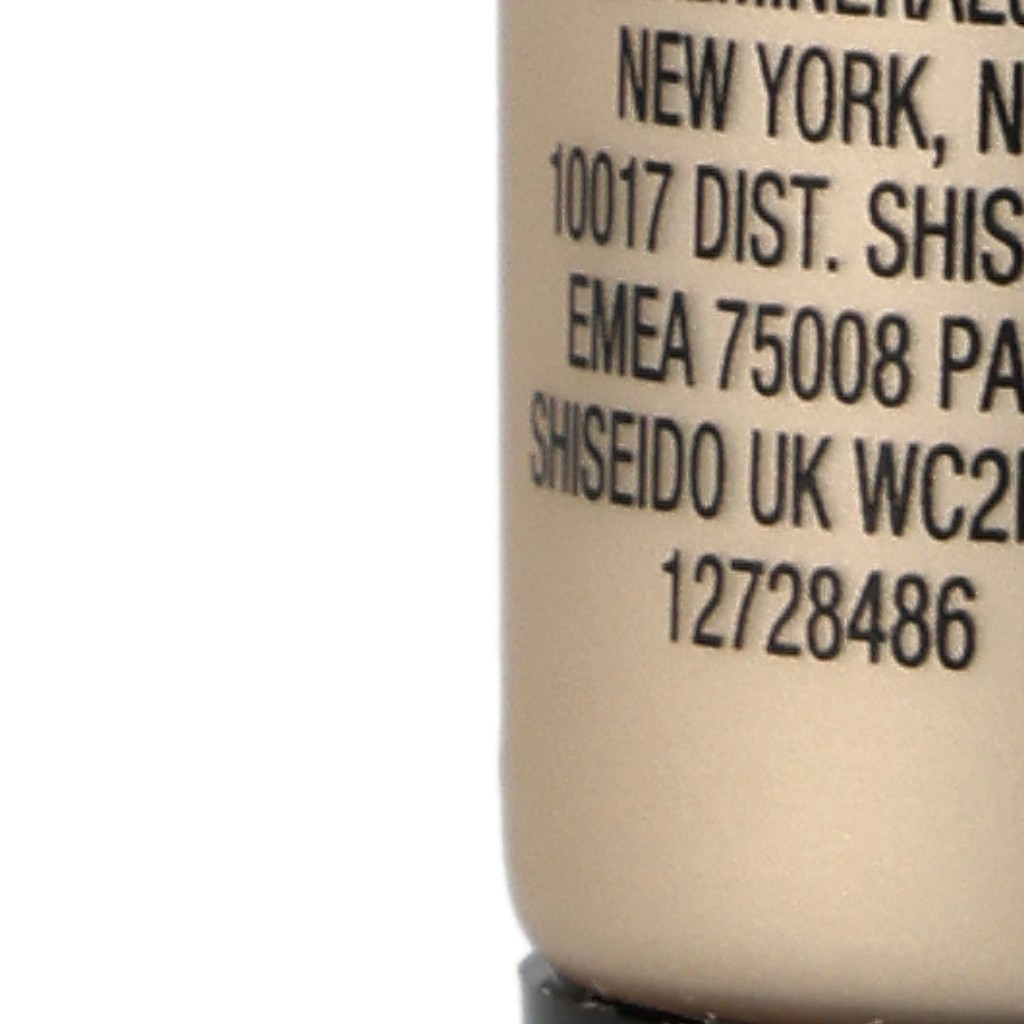 NEW YORK, N
10017 DIST. SHIS
EMEA 75008 PA
SHISEIDO UK WC2
12728486